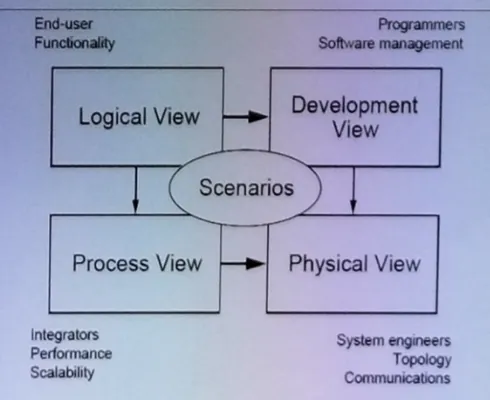 End-user
Functionality
Programmers
Software management
Logical View
Development
View
Scenarios
Process View
Physical View
Integrators
Performance
Scalability
System engineers
Topology
Communications